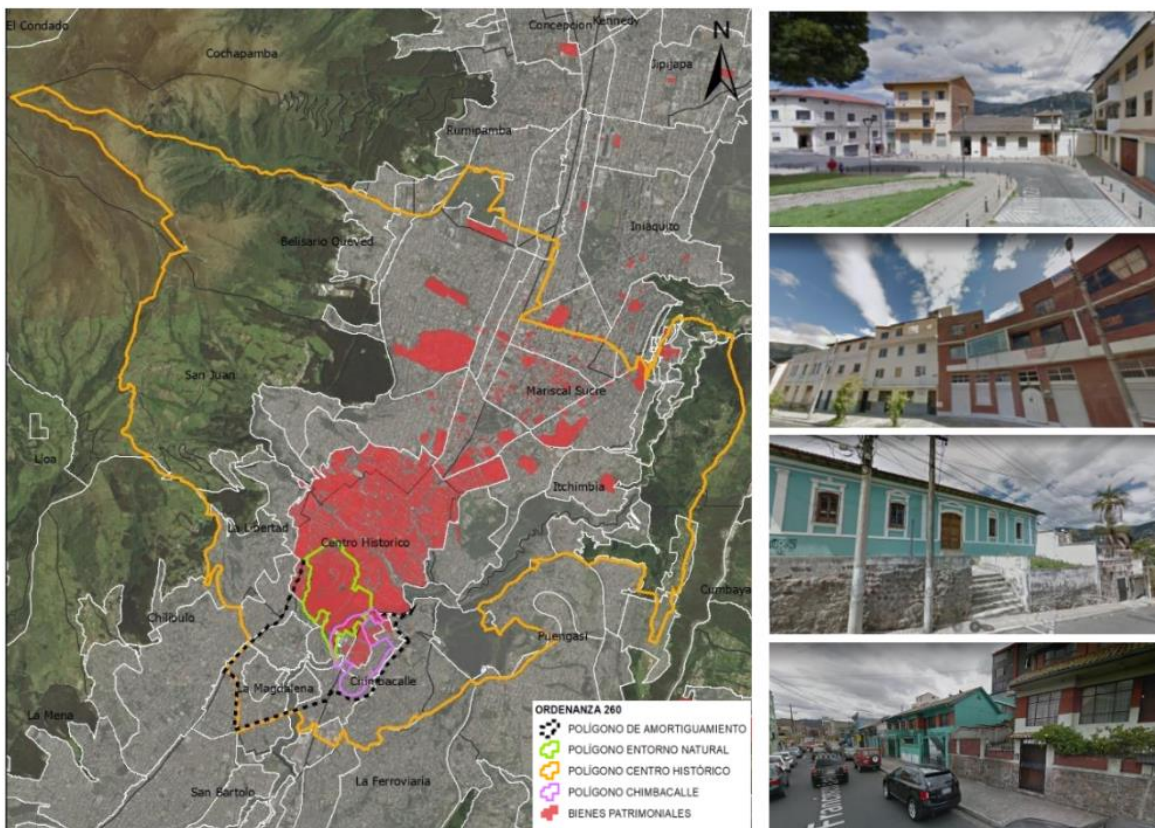 El Condado
Concepcion
Kennedy
Cochapamba
Jipijapa
N
Rumipamba
Iñaquito
Belisario Queved
San Juan
Mariscal Sucre
Lloa
Itchimbia
La Libertad
Centro Historico
Cumbaya
Chilibulo
Puengasi
La Magdalena
Chimbacalle
La Mena
ORDENANZA 260
POLÍGONO DE AMORTIGUAMIENTO
POLÍGONO ENTORNO NATURAL
POLÍGONO CENTRO HISTÓRICO
POLÍGONO CHIMBACALLE
BIENES PATRIMONIALES
La Ferroviaria
San Bartolo